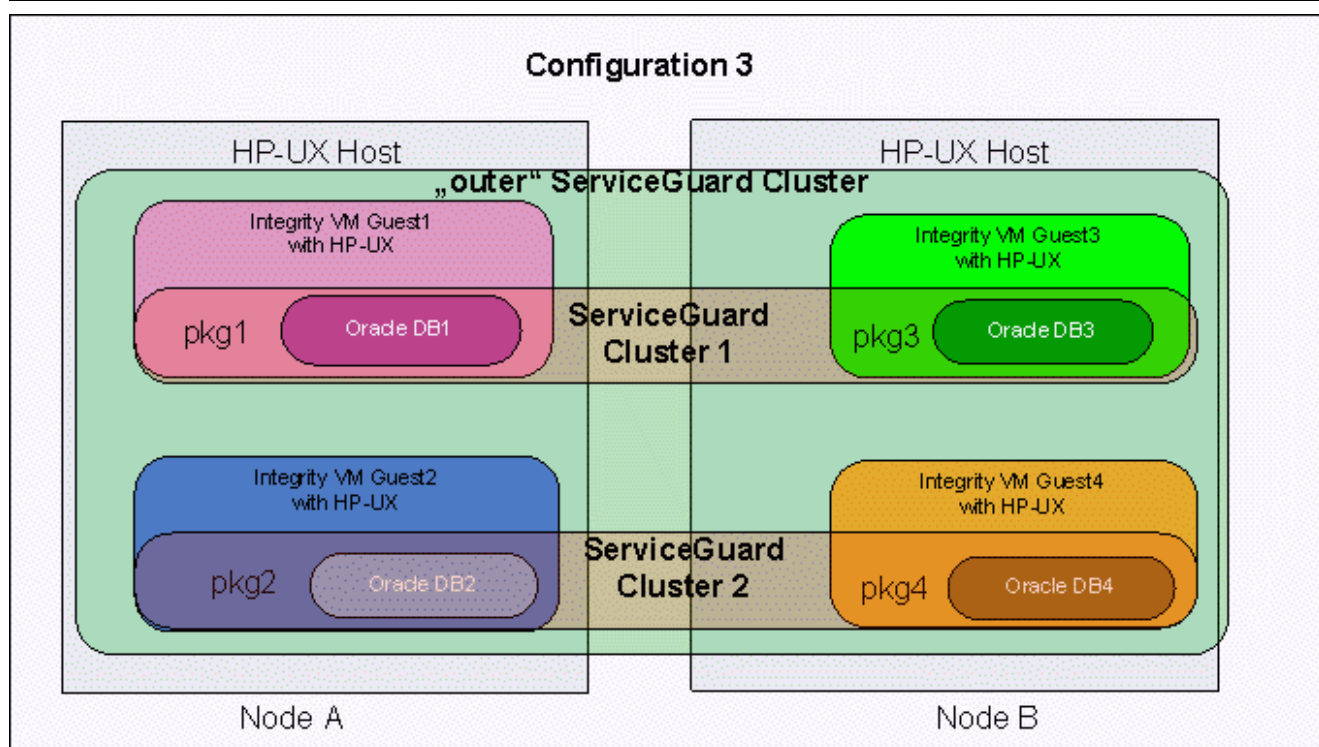 Configuration 3
HP-UX Host
HP-UX Host
„outer“ ServiceGuard Cluster
Integrity VM Guest1
with HP-UX
Integrity VM Guest3
with HP-UX
pkg1
Oracle DB1
ServiceGuard
Cluster 1
pkg3
Oracle DB3
Integrity VM Guest2
with HP-UX
Integrity VM Guest4
with HP-UX
pkg2
Oracle DB2
ServiceGuard
Cluster 2
pkg4
Oracle DB4
Node A
Node B